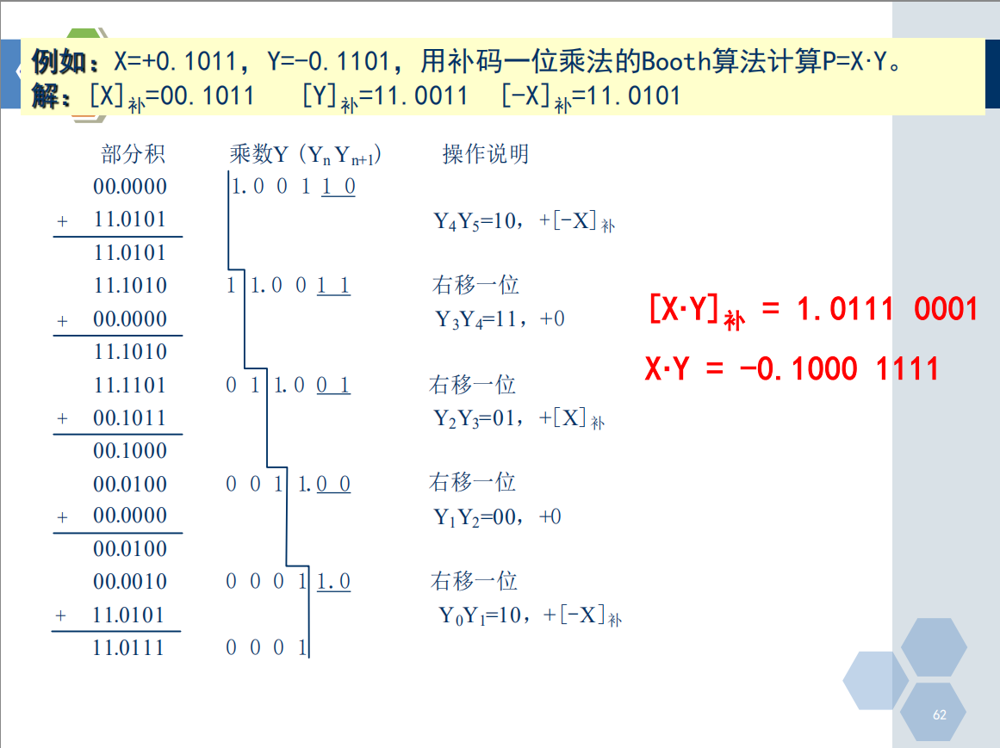 例如：X=+0.1011，Y=-0.1101，用补码一位乘法的Booth算法计算P=X·Y。
解：[X]补=00.1011 [Y]补=11.0011 [-X]补=11.0101
部分积 乘数Y (YnYn+1) 操作说明
00.0000 1.0 0 1 1 0
+ 11.0101 Y4Y5=10，+[-X]补
11.0101
11.1010 1 1.0 0 1 1 右移一位
+ 00.0000 Y3Y4=11，+0
11.1010
11.1101 0 1 1.0 0 1 右移一位
+ 00.1011 Y2Y3=01，+[X]补
00.1000
00.0100 0 0 1 1.0 0 右移一位
+ 00.0000 Y1Y2=00，+0
00.0100
00.0010 0 0 0 1 1.0 右移一位
+ 11.0101 Y0Y1=10，+[-X]补
11.0111 0 0 0 1
[X·Y]补 = 1.0111 0001
X·Y = -0.1000 1111
62